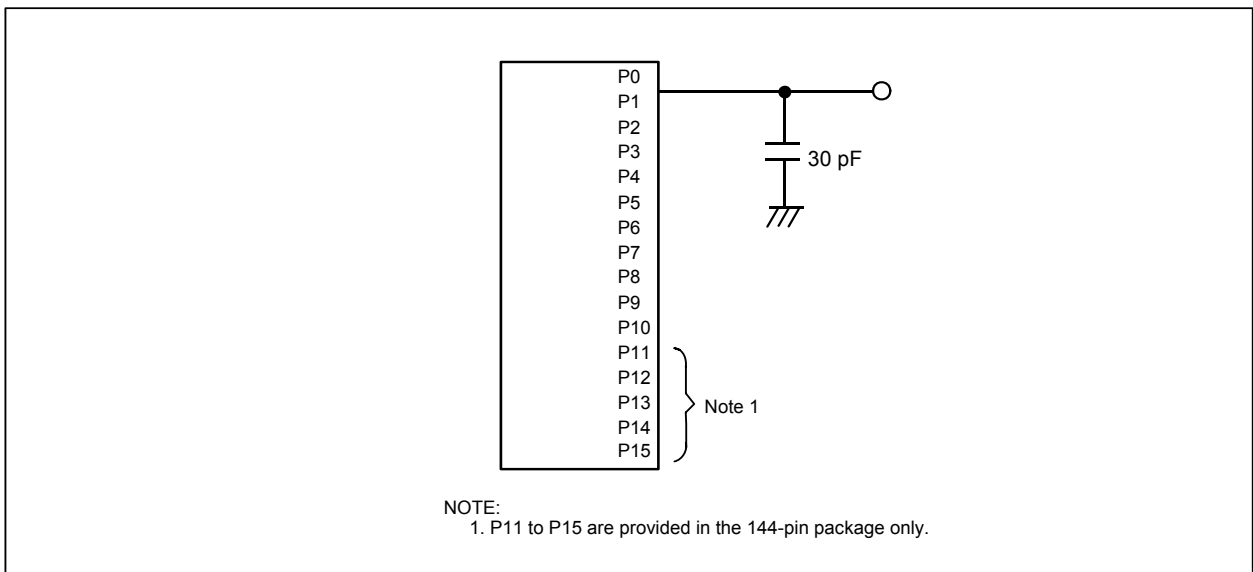 P0
P1
P2
P3
P4
P5
P6
P7
P8
P9
P10
P11
P12
P13
P14
P15
30 pF
Note 1
NOTE:
1. P11 to P15 are provided in the 144-pin package only.